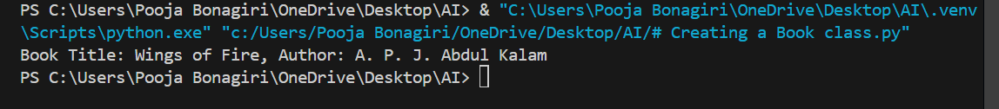 PS C:\Users\Pooja Bonagiri\OneDrive\Desktop\AI> & "C:\Users\Pooja Bonagiri\OneDrive\Desktop\AI\.venv
\Scripts\python.exe" "c:/Users/Pooja Bonagiri/OneDrive/Desktop/AI/# Creating a Book class.py"
Book Title: Wings of Fire, Author: A. P. J. Abdul Kalam
PS C:\Users\Pooja Bonagiri\OneDrive\Desktop\AI>